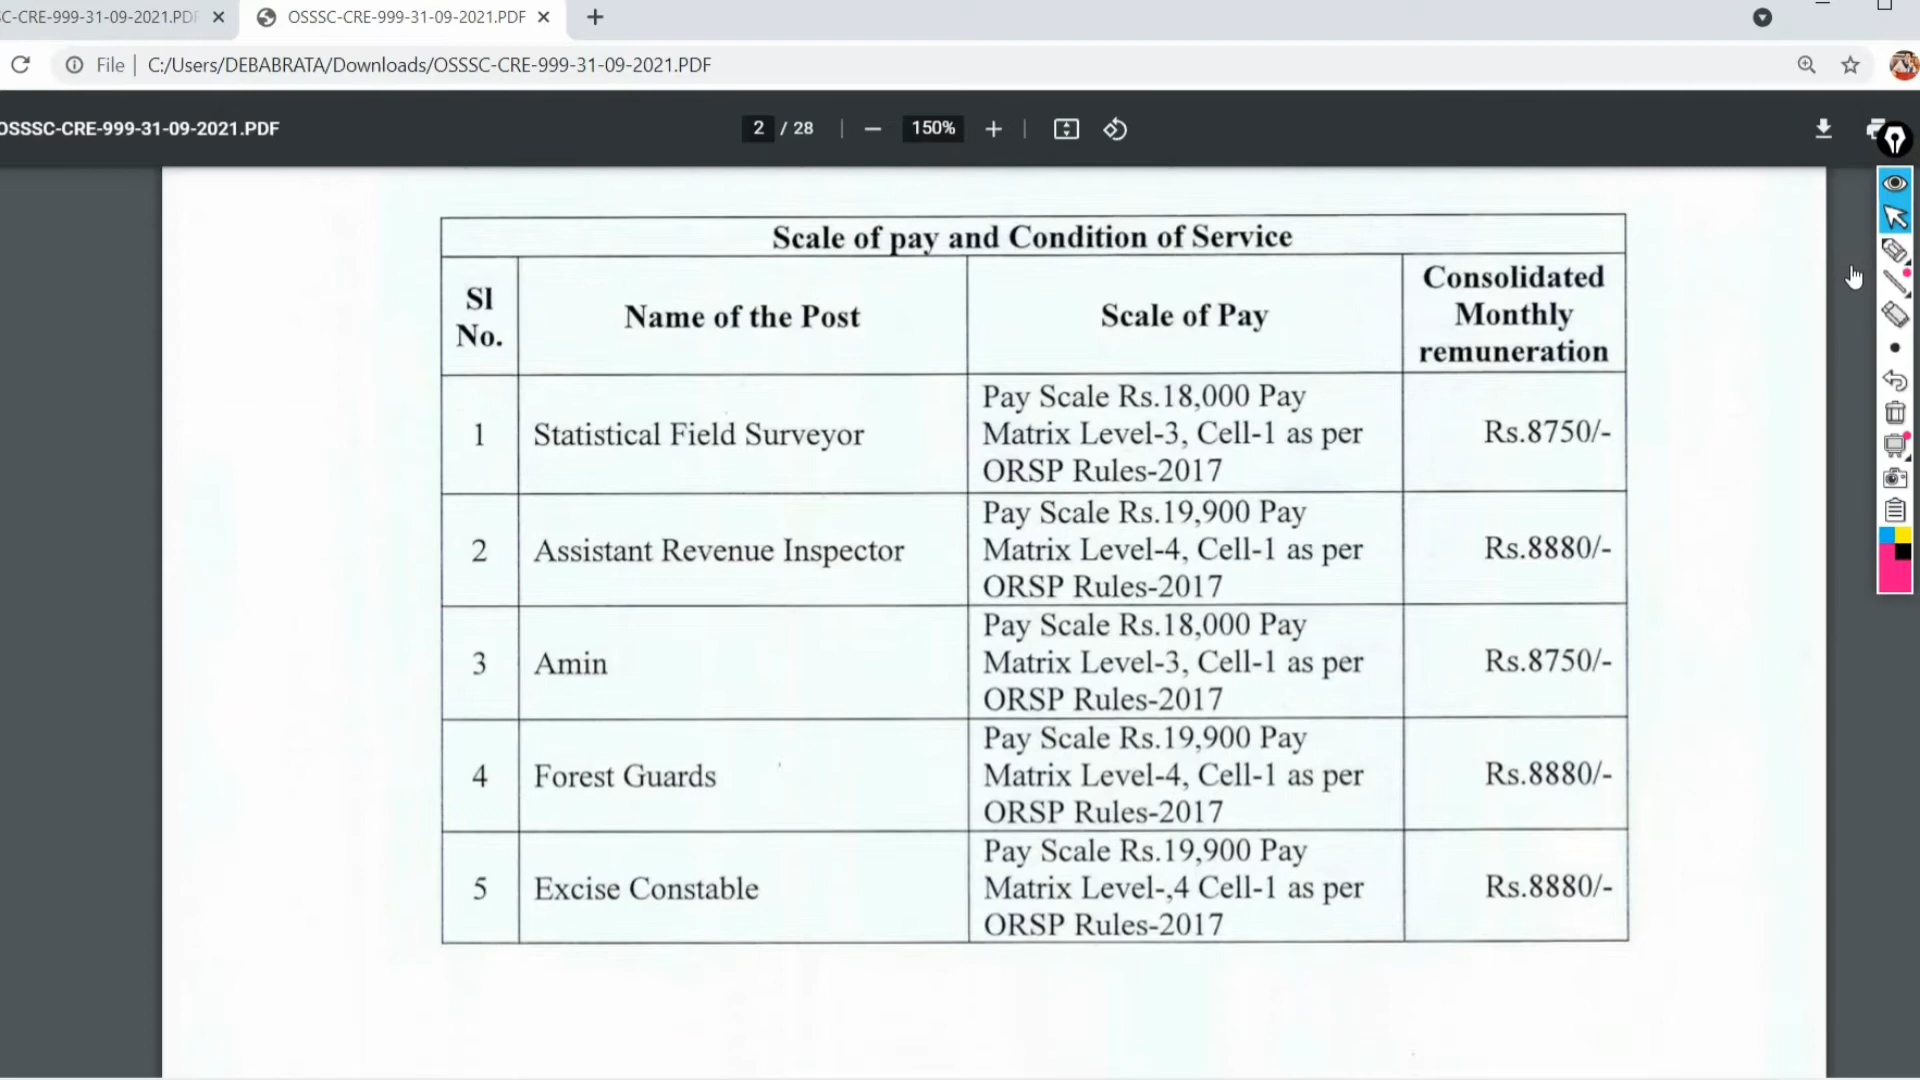 C-CRE-999-31-09-2021.PDF
OSSSC-CRE-999-31-09-2021.PDF
File
C:/Users/DEBABRATA/Downloads/OSSSC-CRE-999-31-09-2021.PDF
OSSSC-CRE-999-31-09-2021.PDF
2 / 28
150%
Scale of pay and Condition of Service
Sl No.
Name of the Post
Scale of Pay
Consolidated Monthly remuneration
1
Statistical Field Surveyor
Pay Scale Rs.18,000 Pay
Matrix Level-3, Cell-1 as per
ORSP Rules-2017
Rs.8750/-
2
Assistant Revenue Inspector
Pay Scale Rs.19,900 Pay
Matrix Level-4, Cell-1 as per
ORSP Rules-2017
Rs.8880/-
3
Amin
Pay Scale Rs.18,000 Pay
Matrix Level-3, Cell-1 as per
ORSP Rules-2017
Rs.8750/-
4
Forest Guards
Pay Scale Rs.19,900 Pay
Matrix Level-4, Cell-1 as per
ORSP Rules-2017
Rs.8880/-
5
Excise Constable
Pay Scale Rs.19,900 Pay
Matrix Level-,4 Cell-1 as per
ORSP Rules-2017
Rs.8880/-